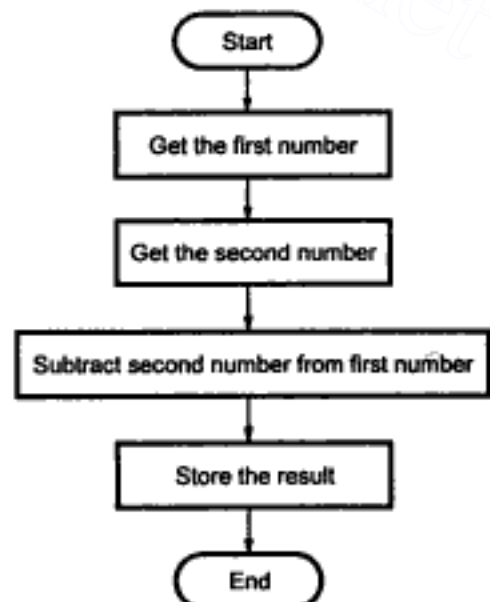 Start
Get the first number
Get the second number
Subtract second number from first number
Store the result
End